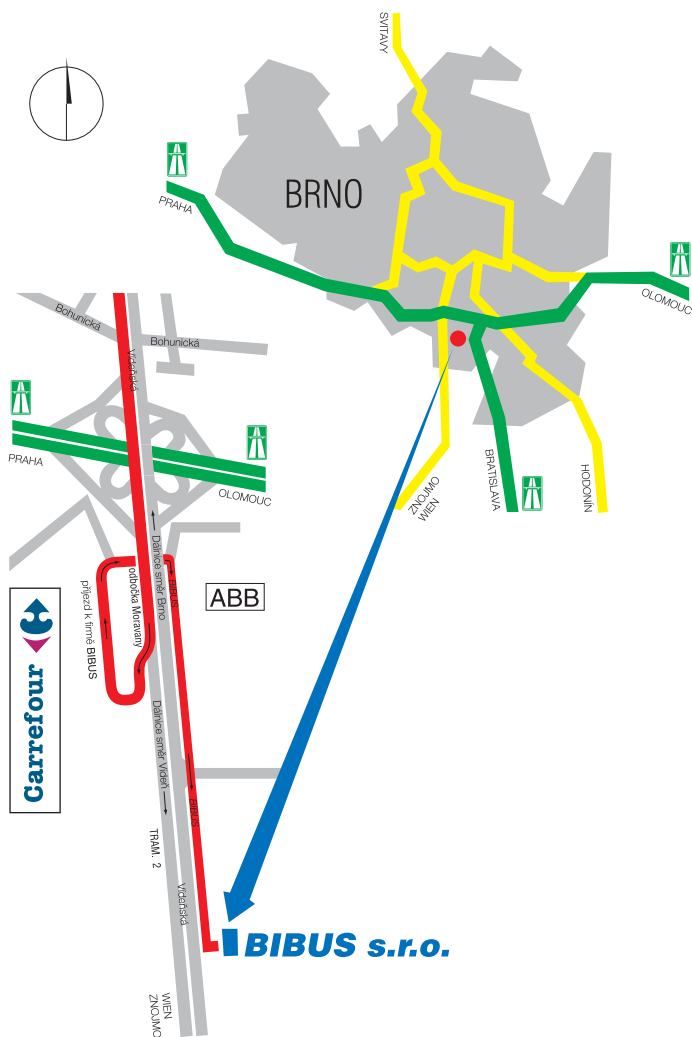 SVITAVY
BRNO
PRAHA
OLOMOUC
Bohunická
Bohunická
Vídeňská
PRAHA
OLOMOUC
ZNOJMO
WIEN
BRATISLAVA
HODONÍN
Dálnice směr Brno
BIBUS
odbočka Moravany
příjezd k firmě BIBUS
ABB
Carrefour
Dálnice směr Vídeň
BIBUS
TRAM. 2
Vídeňská
BIBUS s.r.o.
WIEN
ZNOJMO